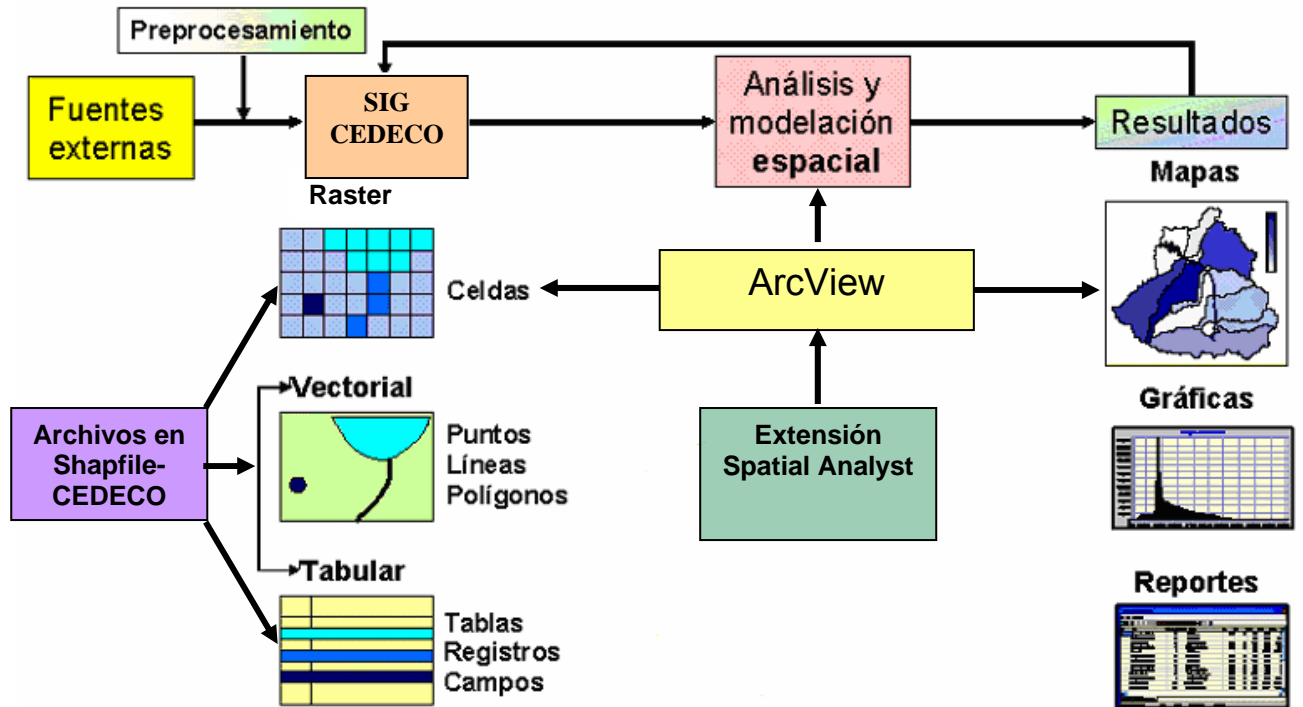 Preprocesamiento
Fuentes
externas
SIG
CEDECO
Análisis y
modelación
espacial
Resultados
Raster
Celdas
ArcView
Mapas
Vectorial
Puntos
Líneas
Polígonos
Archivos en
Shapfile-
CEDECO
Extensión
Spatial Analyst
Gráficas
Tabular
Tablas
Registros
Campos
Reportes